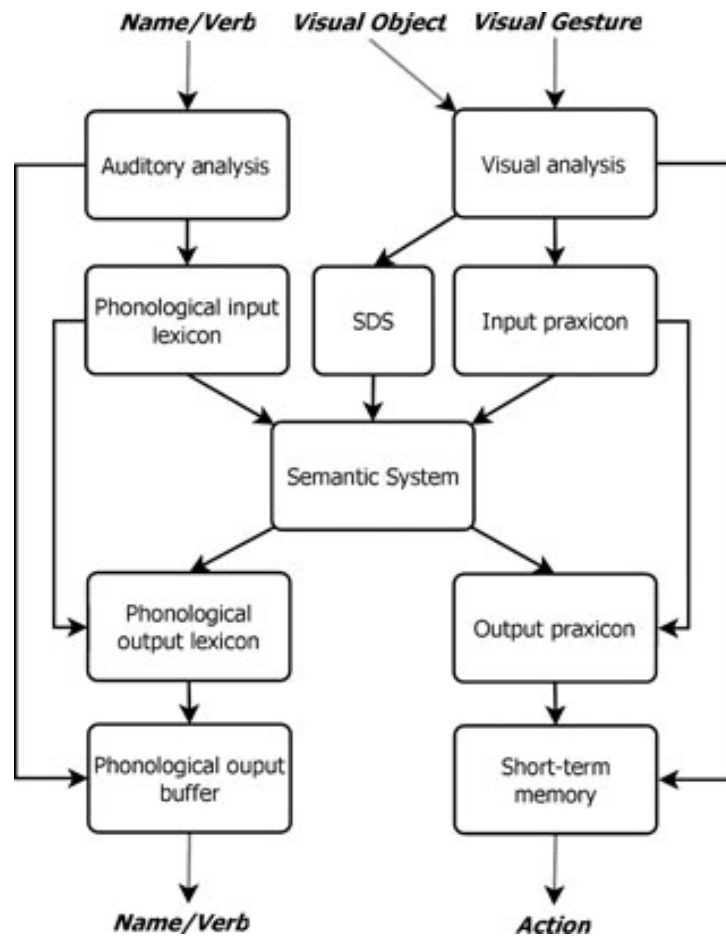 Name/Verb
Visual Object
Visual Gesture
Auditory analysis
Visual analysis
Phonological input
lexicon
SDS
Input praxicon
Semantic System
Phonological
output lexicon
Output praxicon
Phonological ouput
buffer
Short-term
memory
Name/Verb
Action